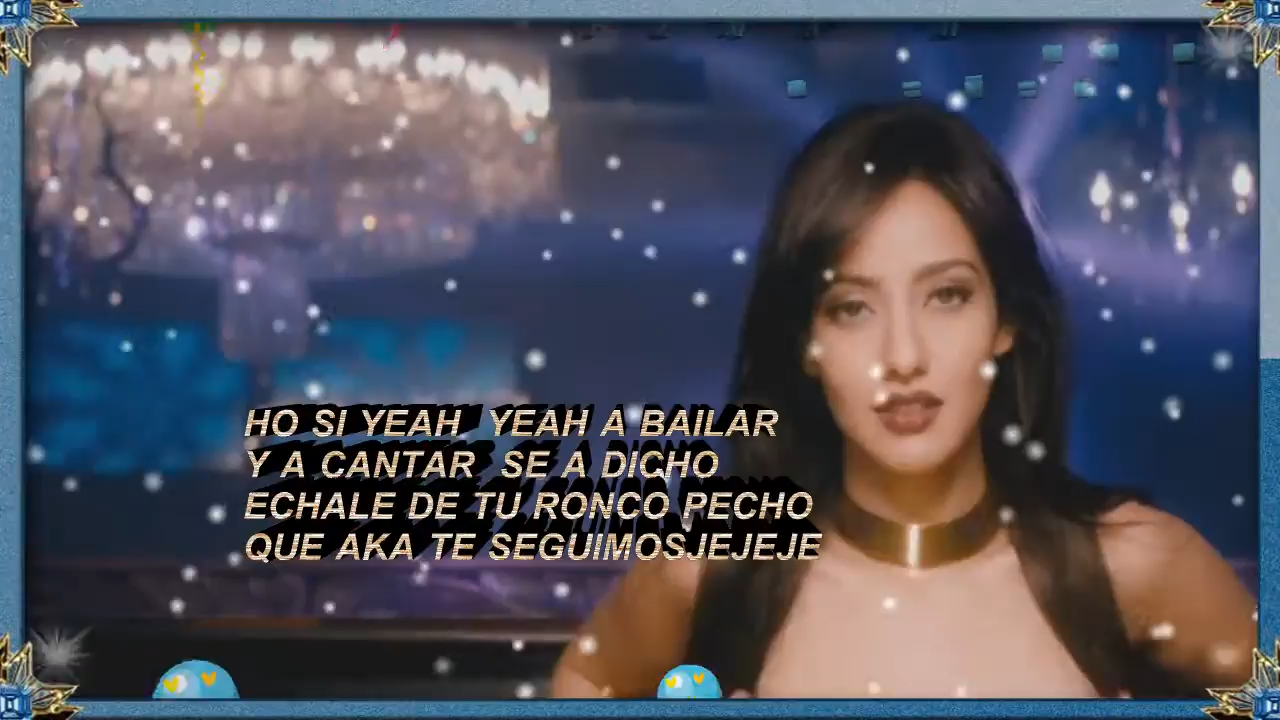 HO SI YEAH  YEAH A BAILAR
Y A CANTAR  SE A DICHO
ECHALE DE TU RONCO PECHO
QUE AKA TE SEGUIMOSJEJEJE